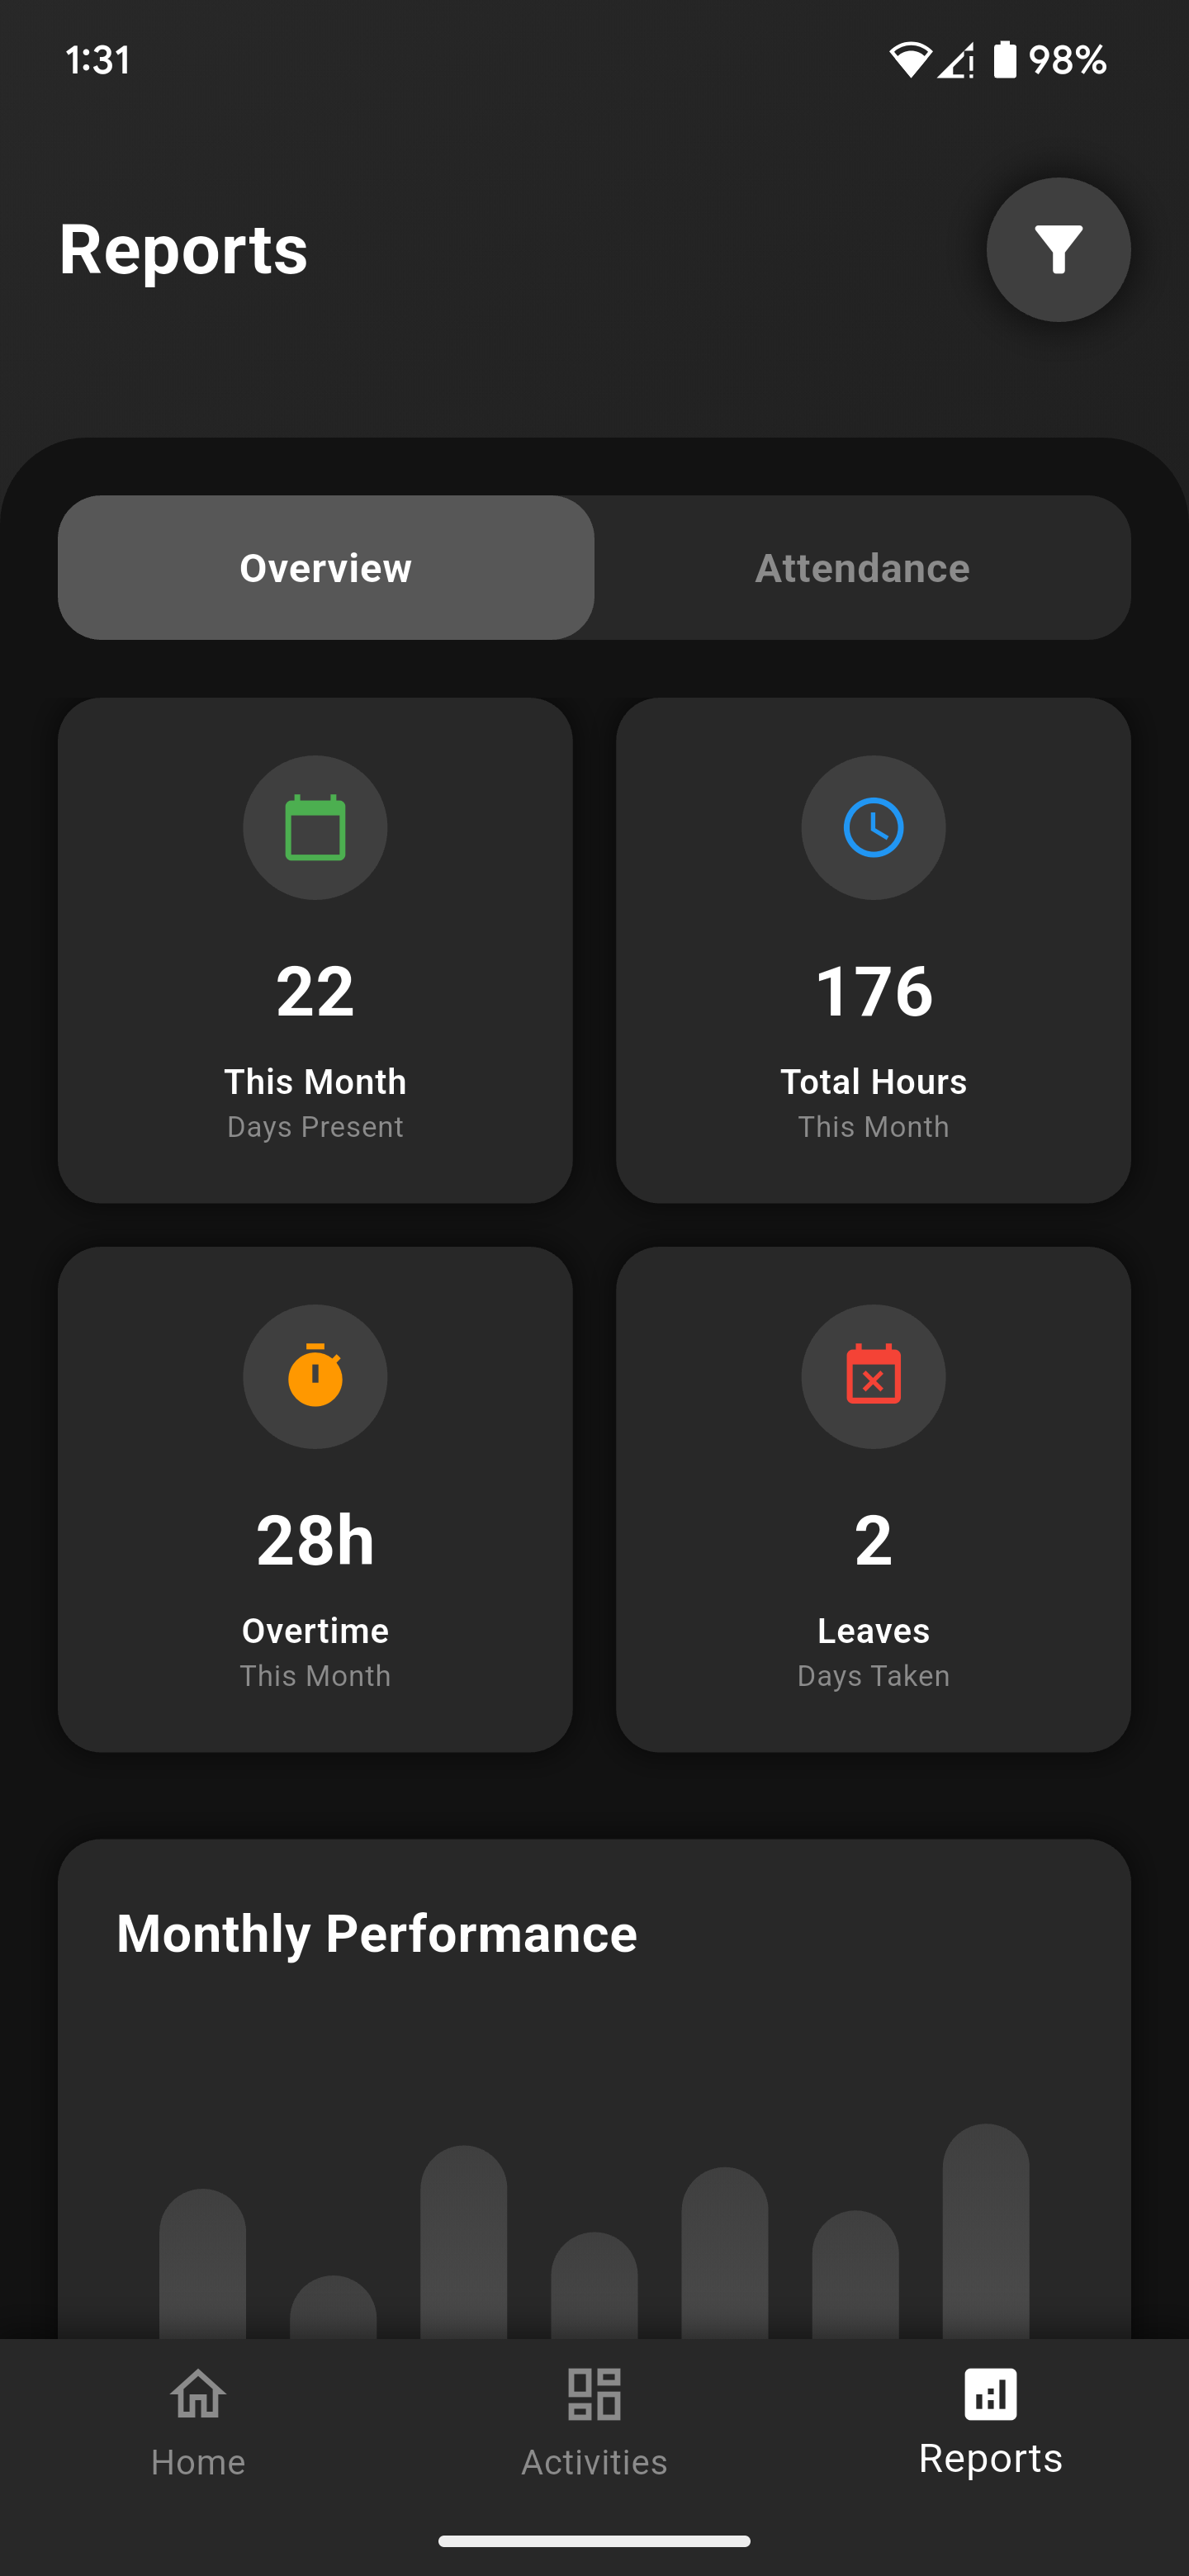 1:31
98%
Reports
Overview
Attendance
22
This Month
Days Present
176
Total Hours
This Month
28h
Overtime
This Month
2
Leaves
Days Taken
Monthly Performance
Home
Activities
Reports